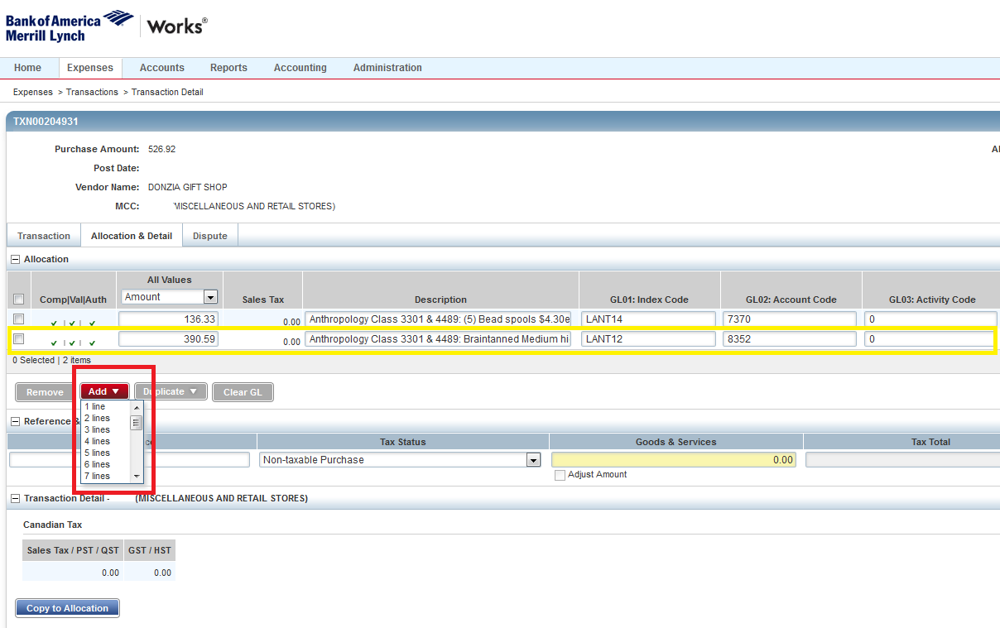 Bank of America
Merrill Lynch
Works®
Home Expenses Accounts Reports Accounting Administration
Expenses > Transactions > Transaction Detail
TXN00204931
Purchase Amount: 526.92
Al
Post Date:
Vendor Name: DONZIA GIFT SHOP
MCC: MISCELLANEOUS AND RETAIL STORES)
Transaction Allocation & Detail Dispute
Allocation
All Values
Comp|Val|Auth Amount Sales Tax Description GL01: Index Code GL02: Account Code GL03: Activity Code
136.33 0.00 Anthropology Class 3301 & 4489: (5) Bead spools $4.30e LANT14 7370 0
390.59 0.00 Anthropology Class 3301 & 4489: Braintanned Medium hi LANT12 8352 0
0 Selected | 2 items
Remove Add Duplicate Clear GL
1 line
2 lines
3 lines
4 lines
5 lines
6 lines
7 lines
Reference &
Tax Status Goods & Services Tax Total
Non-taxable Purchase 0.00
Adjust Amount
Transaction Detail - (MISCELLANEOUS AND RETAIL STORES)
Canadian Tax
Sales Tax / PST / QST GST / HST
0.00 0.00
Copy to Allocation